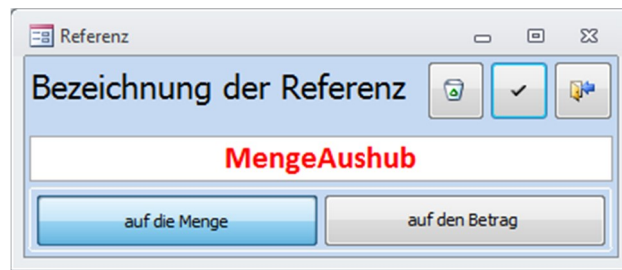 Referenz
Bezeichnung der Referenz
MengeAushub
auf die Menge
auf den Betrag